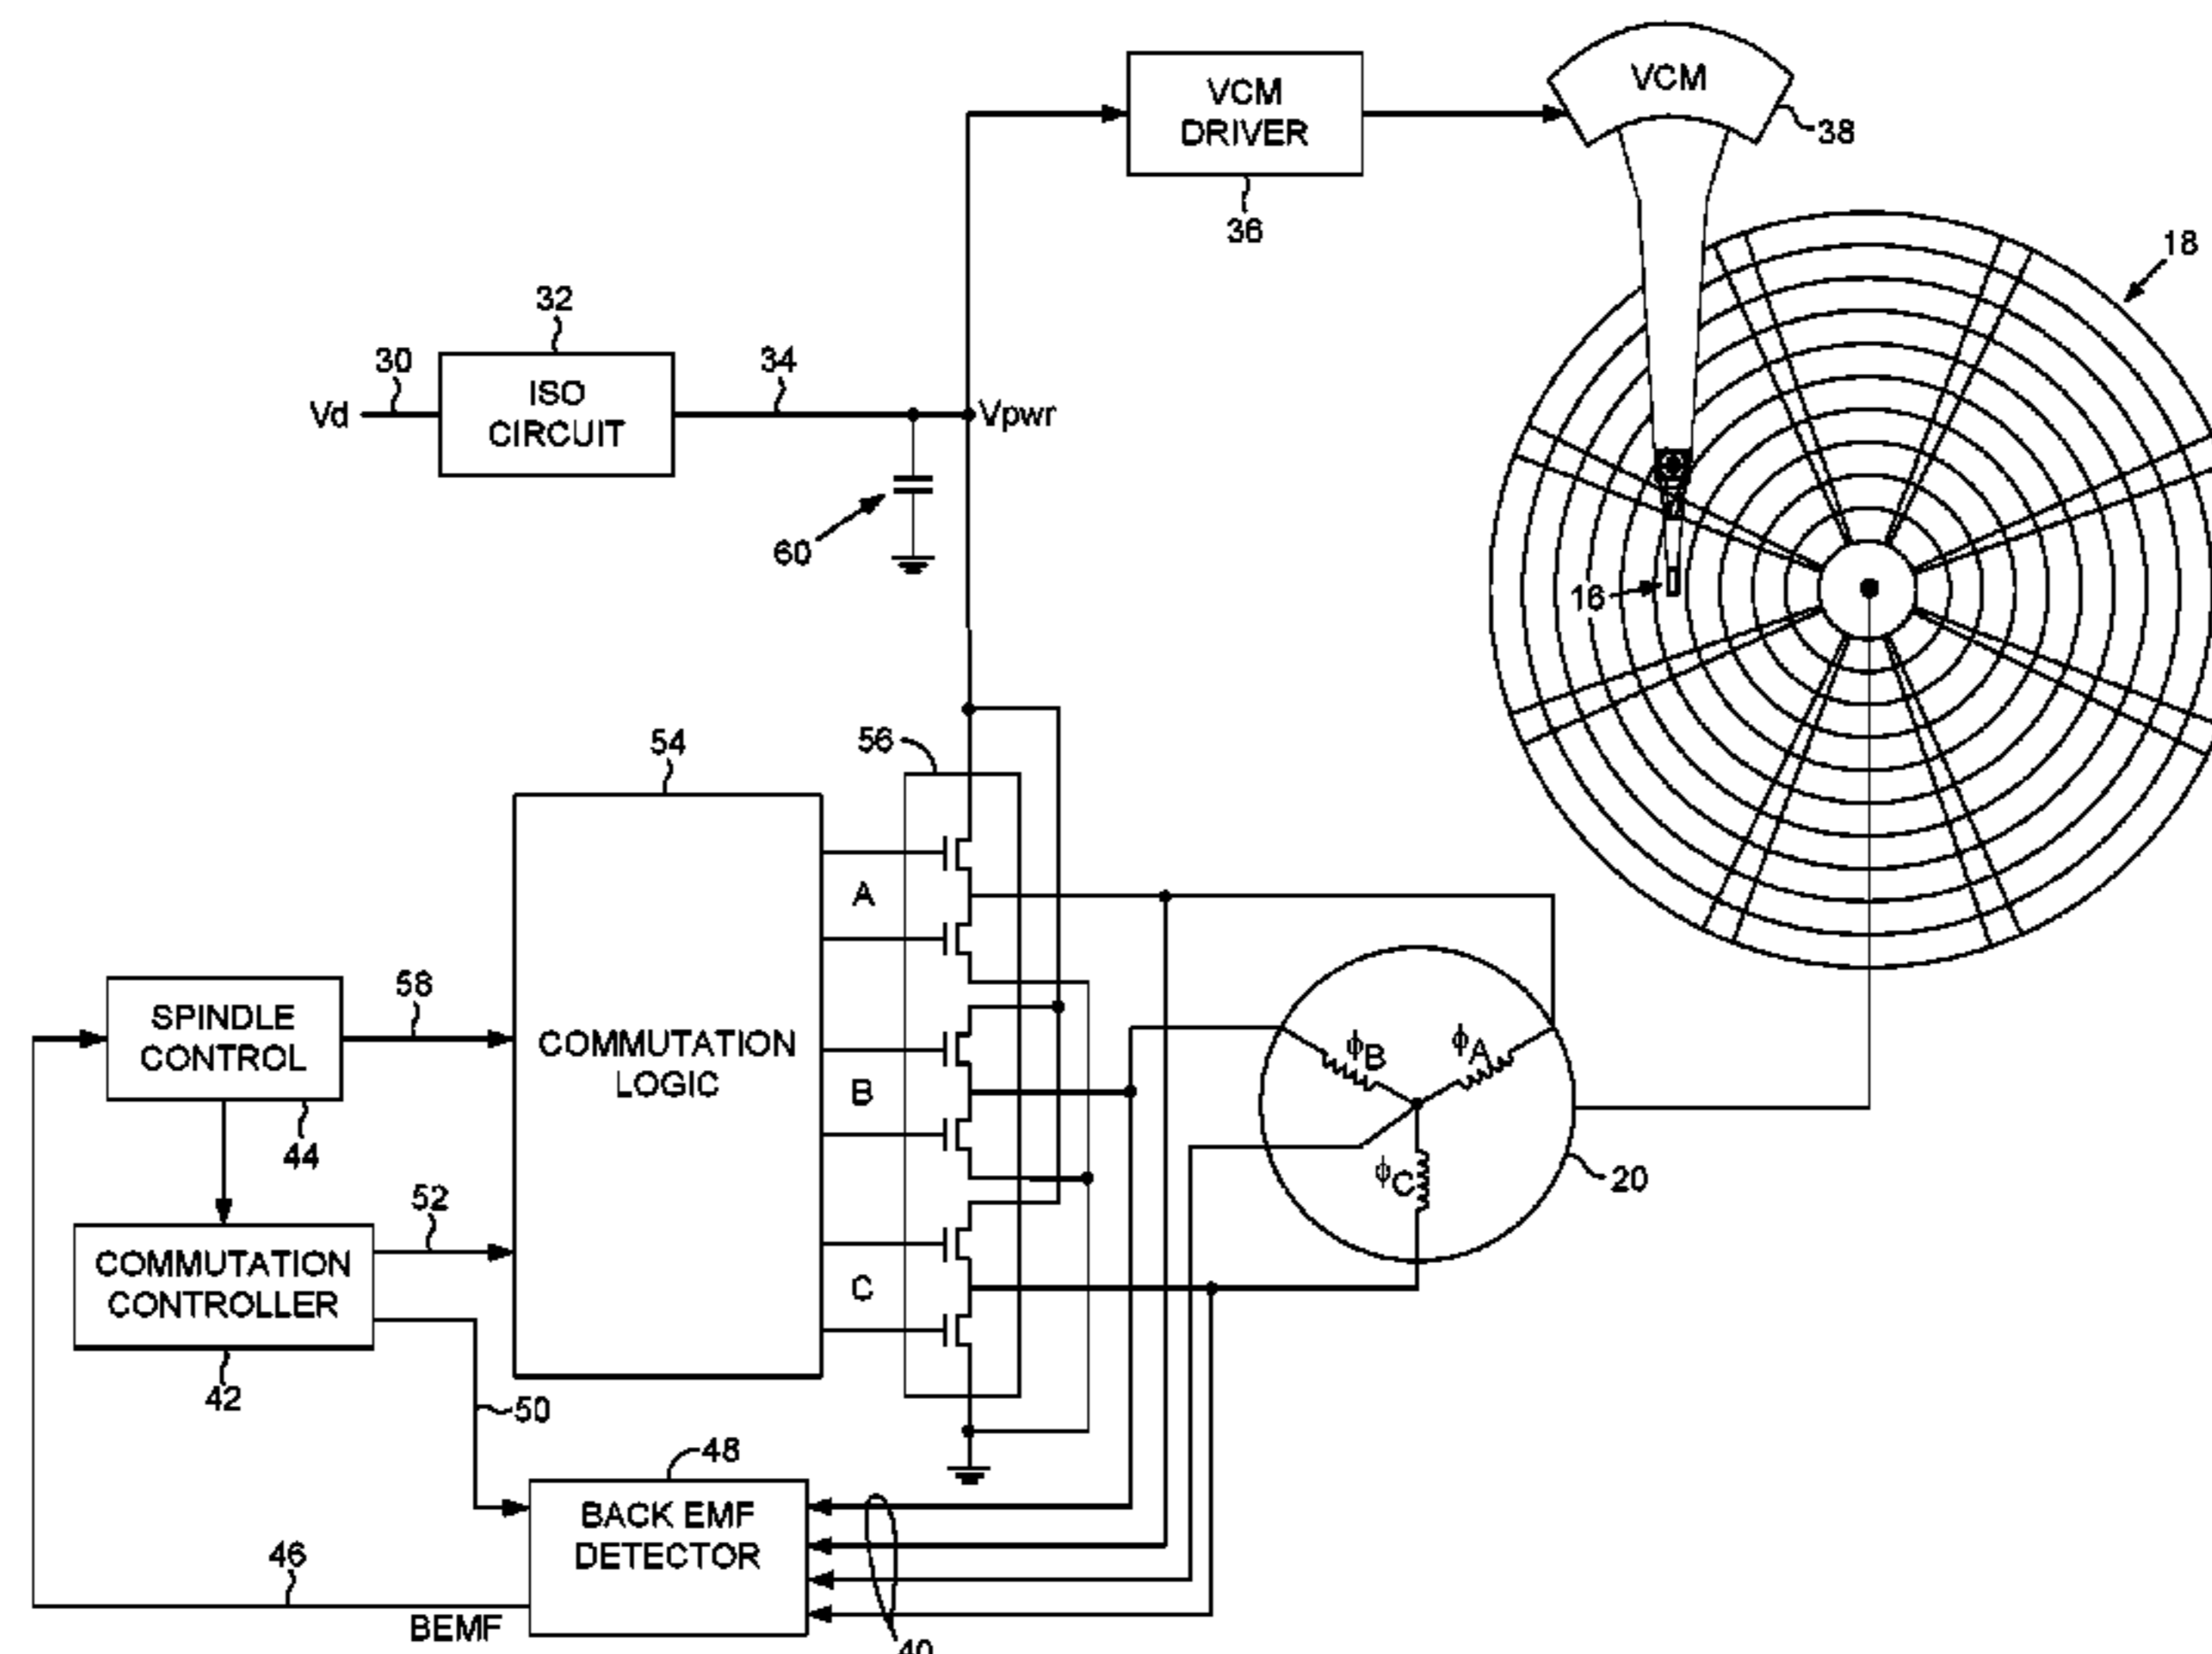 VCM
DRIVER
36
VCM
38
18
32
30
Vd
ISO
CIRCUIT
34
Vpwr
60
16
54
56
COMMUTATION
LOGIC
A
B
C
SPINDLE
CONTROL
58
44
COMMUTATION
CONTROLLER
52
42
50
ϕB
ϕA
ϕC
20
48
BACK EMF
DETECTOR
46
BEMF
40